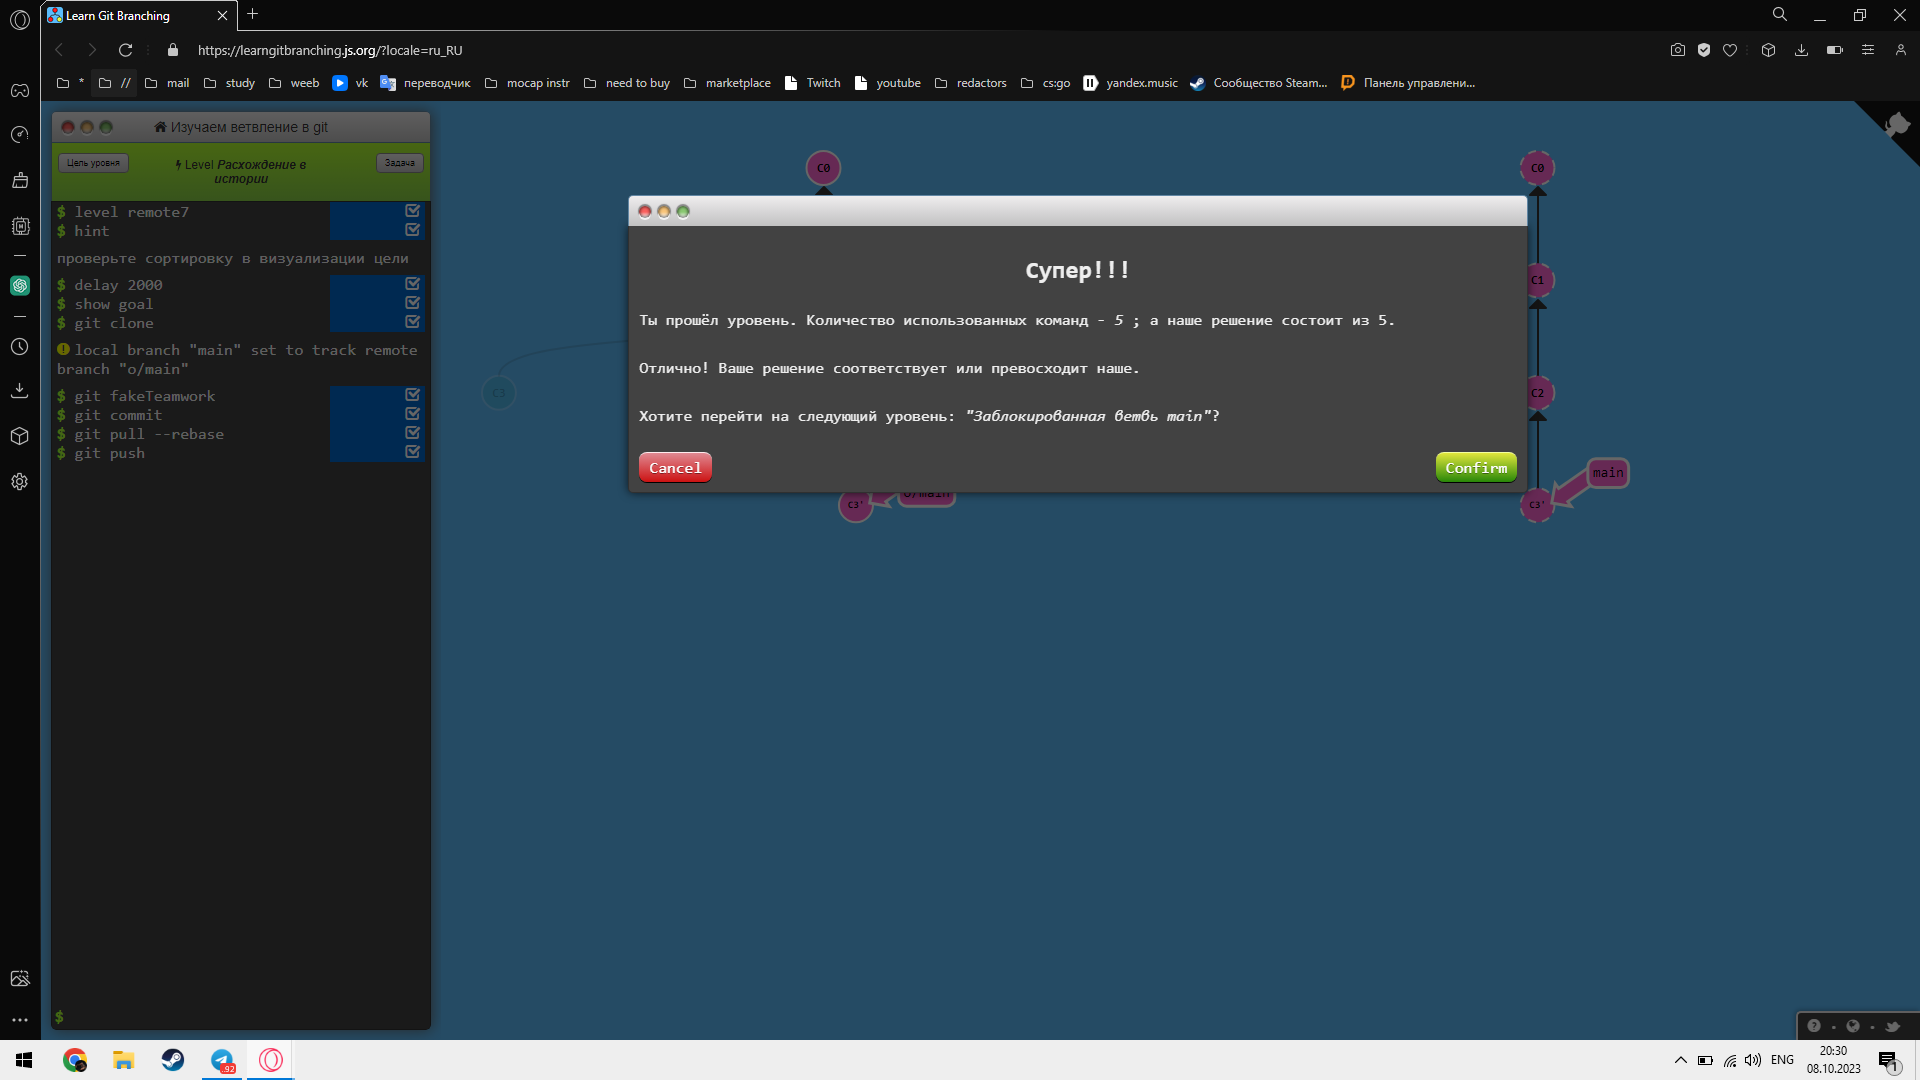 Learn Git Branching
https://learngitbranching.js.org/?locale=ru_RU
* // mail study weeb vk переводчик mocap instr need to buy marketplace Twitch youtube redactors cs:go yandex.music Сообщество Steam... Панель управлени...
Изучаем ветвление в git
Цель уровня
Level Расхождение в
истории
Задача
$ level remote7
$ hint
проверьте сортировку в визуализации цели
$ delay 2000
$ show goal
$ git clone
local branch "main" set to track remote
branch "o/main"
$ git fakeTeamwork
$ git commit
$ git pull --rebase
$ git push
$
C0
C3
C3'
o/main
Супер!!!
Ты прошёл уровень. Количество использованных команд - 5 ; а наше решение состоит из 5.
Отлично! Ваше решение соответствует или превосходит наше.
Хотите перейти на следующий уровень: "Заблокированная ветвь main"?
Cancel
Confirm
C0
C1
C2
main
C3'
92
ENG
20:30
08.10.2023
1